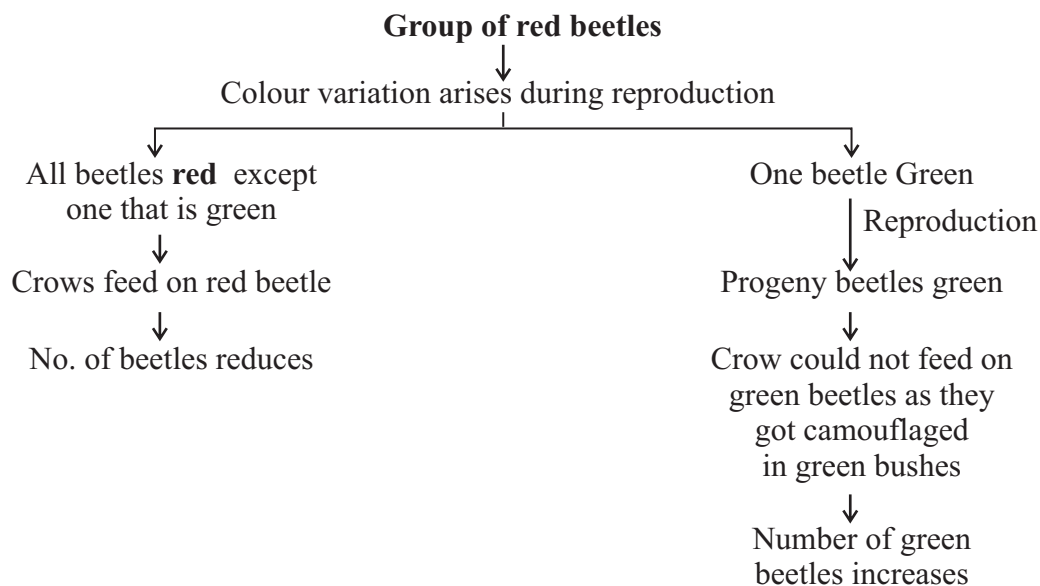 Group of red beetles
Colour variation arises during reproduction
All beetles red except
one that is green
Crows feed on red beetle
No. of beetles reduces
One beetle Green
Reproduction
Progeny beetles green
Crow could not feed on
green beetles as they
got camouflaged
in green bushes
Number of green
beetles increases